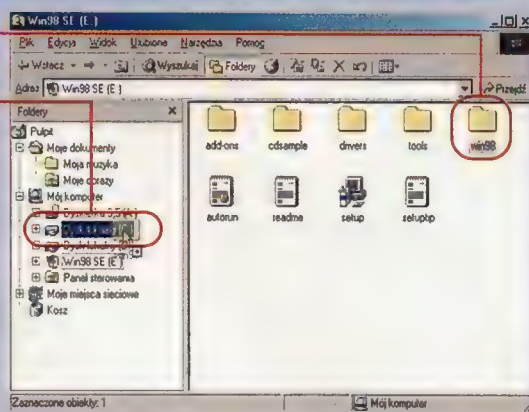 Win98 SE (E:)
Plik Edycja Widok Ulubione Narzędzia Pomoc
Wstecz Wyszukaj Foldery
Adres Win98 SE (E:) Przejdź
Foldery
Pulpit
Moje dokumenty
Moja muzyka
Moje obrazy
Mój komputer
Win98 SE (E:)
Panel sterowania
Moje miejsca sieciowe
Kosz
add-ons cdsample drivers tools win98
autorun readme setup setuptip
Zaznaczone obiekty: 1 Mój komputer